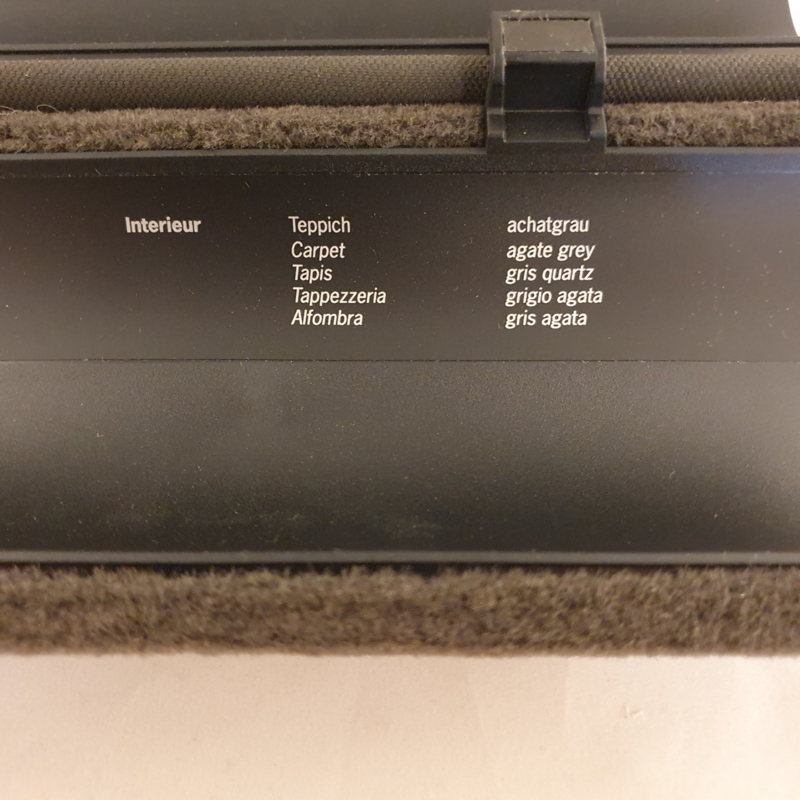 Interieur Teppich achatgrau
Carpet agate grey
Tapis gris quartz
Tappezzeria grigio agata
Alfombra gris agata